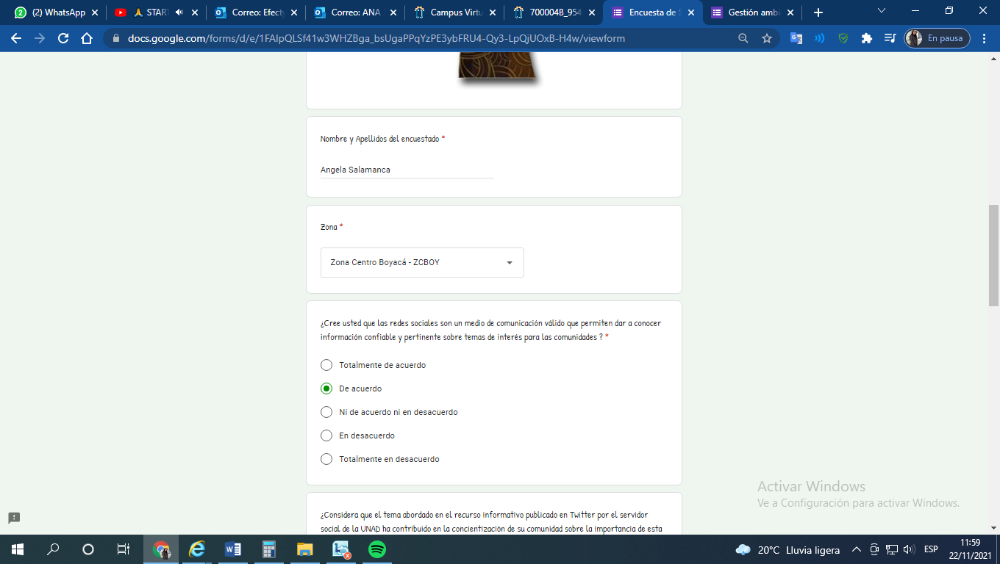 (2) WhatsApp
START
Correo: Efect
Correo: ANA
Campus Virtu
700004B_954
Encuesta de S
Gestión ambi
docs.google.com/forms/d/e/1FAIpQLSf41w3WHZBga_bsUgaPPqYzPE3ybFRU4-Qy3-LpQjUOxB-H4w/viewform
En pausa
Nombre y Apellidos del encuestado *
Angela Salamanca
Zona *
Zona Centro Boyacá - ZCBOY
¿Cree usted que las redes sociales son un medio de comunicación válido que permiten dar a conocer
información confiable y pertinente sobre temas de interés para las comunidades ? *
Totalmente de acuerdo
De acuerdo
Ni de acuerdo ni en desacuerdo
En desacuerdo
Totalmente en desacuerdo
¿Considera que el tema abordado en el recurso informativo publicado en Twitter por el servidor
social de la UNAD ha contribuido en la concientización de su comunidad sobre la importancia de esta
Activar Windows
Ve a Configuración para activar Windows.
20°C Lluvia ligera
ESP
11:59
22/11/2021